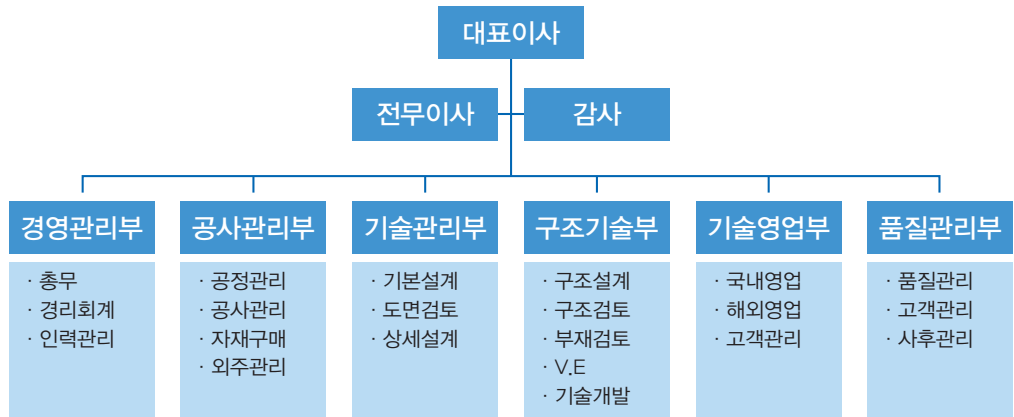 대표이사
전무이사
감사
경영관리부
· 총무
· 경리회계
· 인력관리
공사관리부
· 공정관리
· 공사관리
· 자재구매
· 외주관리
기술관리부
· 기본설계
· 도면검토
· 상세설계
구조기술부
· 구조설계
· 구조검토
· 부재검토
· V.E
· 기술개발
기술영업부
· 국내영업
· 해외영업
· 고객관리
품질관리부
· 품질관리
· 고객관리
· 사후관리